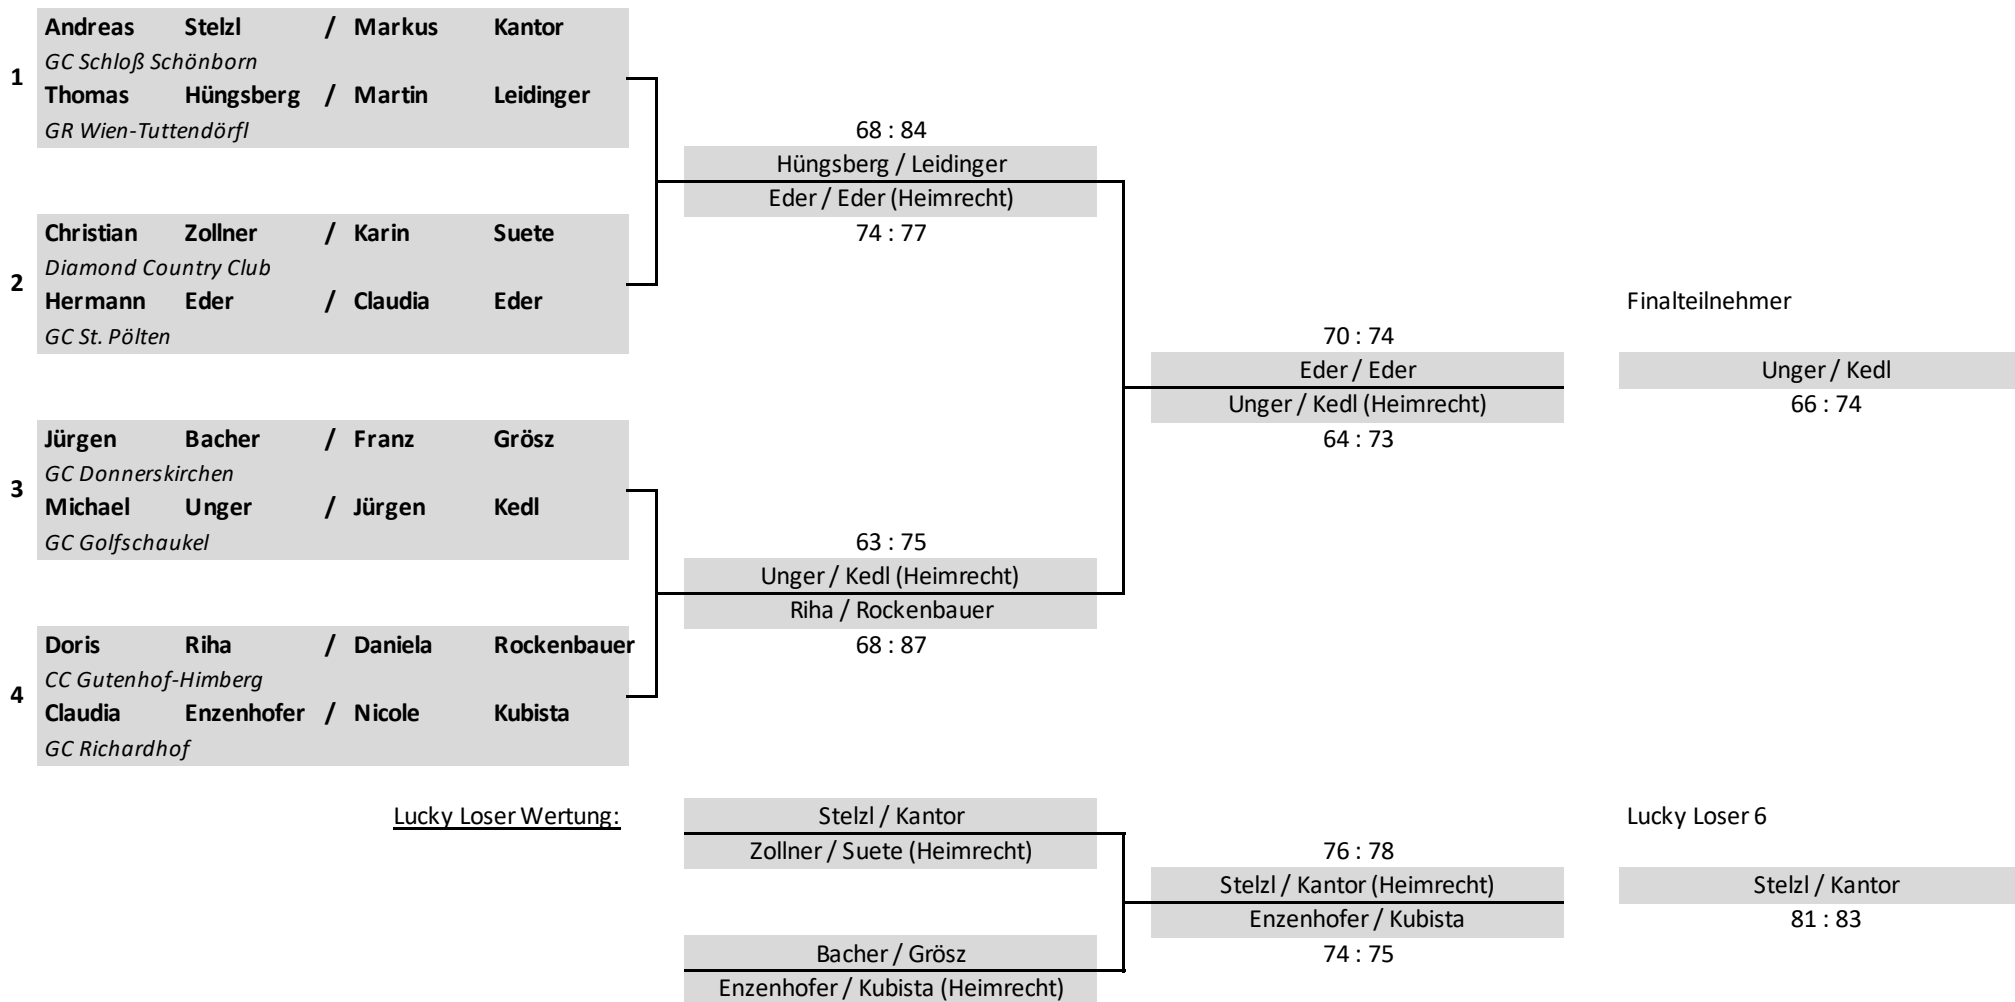 Andreas Stelzl / Markus Kantor
GC Schloß Schönborn
1
Thomas Hüngsberg / Martin Leidinger
GR Wien-Tuttendörfl
68 : 84
Hüngsberg / Leidinger
Eder / Eder (Heimrecht)
74 : 77
Christian Zollner / Karin Suete
Diamond Country Club
2
Hermann Eder / Claudia Eder
GC St. Pölten
Finalteilnehmer
70 : 74
Eder / Eder
Unger / Kedl (Heimrecht)
64 : 73
Unger / Kedl
66 : 74
Jürgen Bacher / Franz Grösz
GC Donnerskirchen
3
Michael Unger / Jürgen Kedl
GC Golfschaukel
63 : 75
Unger / Kedl (Heimrecht)
Riha / Rockenbauer
68 : 87
Doris Riha / Daniela Rockenbauer
CC Gutenhof-Himberg
4
Claudia Enzenhofer / Nicole Kubista
GC Richardhof
Lucky Loser Wertung:
Stelzl / Kantor
Zollner / Suete (Heimrecht)
Lucky Loser 6
76 : 78
Stelzl / Kantor (Heimrecht)
Enzenhofer / Kubista
74 : 75
Stelzl / Kantor
81 : 83
Bacher / Grösz
Enzenhofer / Kubista (Heimrecht)